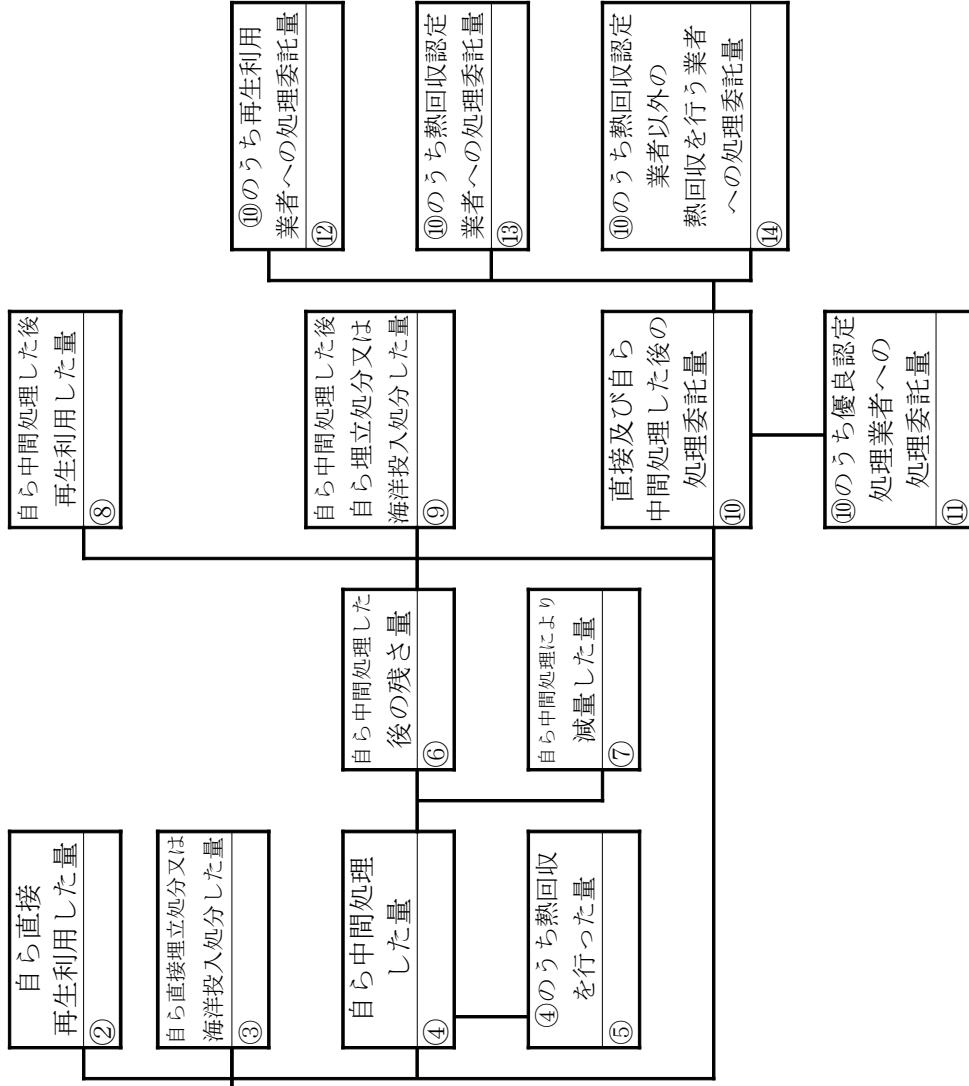 自ら直接
再生利用した量
②
自ら直接埋立処分又は
海洋投入処分した量
③
自ら中間処理
した量
④
④のうち熱回収
を行った量
⑤
自ら中間処理した
後の残さ量
⑥
自ら中間処理により
減量した量
⑦
自ら中間処理した後
再生利用した量
⑧
自ら中間処理した後
自ら埋立処分又は
海洋投入処分した量
⑨
直接及び自ら
中間処理した後の
処理委託量
⑩
⑩のうち優良認定
処理業者への
処理委託量
⑪
⑩のうち再生利用
業者への処理委託量
⑫
⑩のうち熱回収認定
業者への処理委託量
⑬
⑩のうち熱回収認定
業者以外の
熱回収を行う業者
への処理委託量
⑭